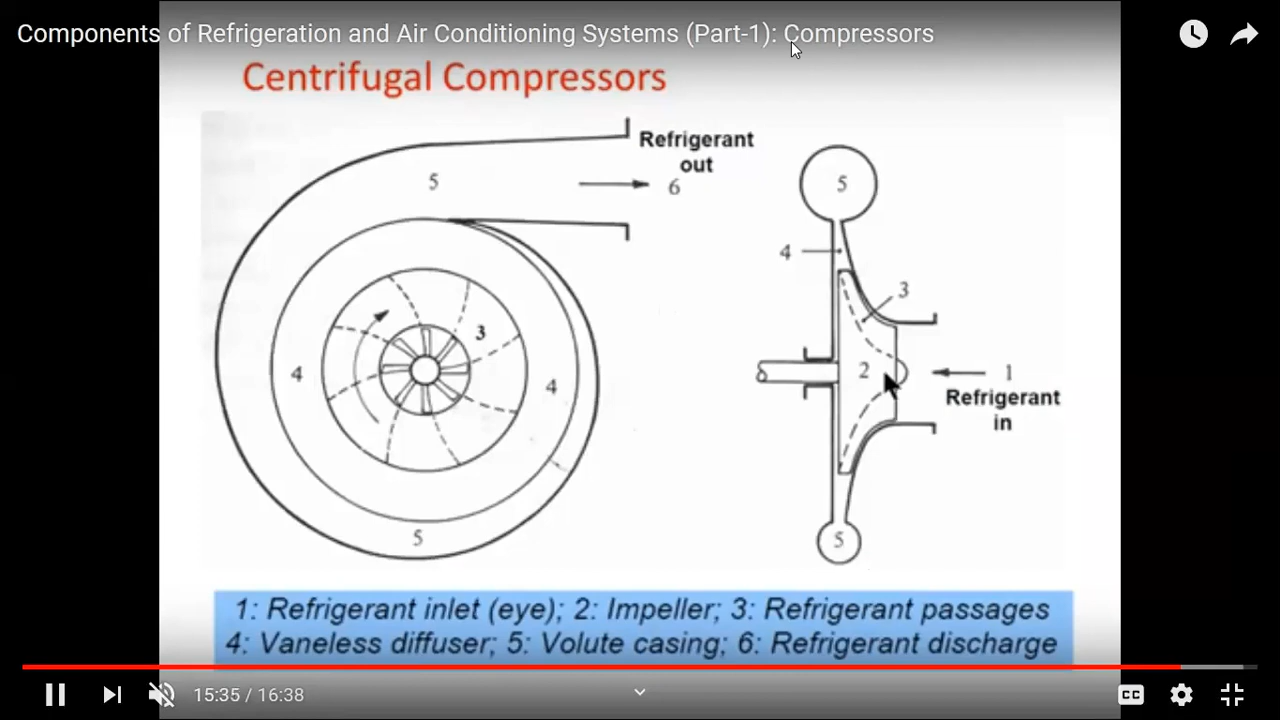 Components of Refrigeration and Air Conditioning Systems (Part-1): Compressors
Centrifugal Compressors
Refrigerant
out
5
6
5
4
3
3
4
4
2
1
Refrigerant
in
5
5
1: Refrigerant inlet (eye); 2: Impeller; 3: Refrigerant passages
4: Vaneless diffuser; 5: Volute casing; 6: Refrigerant discharge
15:35 / 16:38
CC